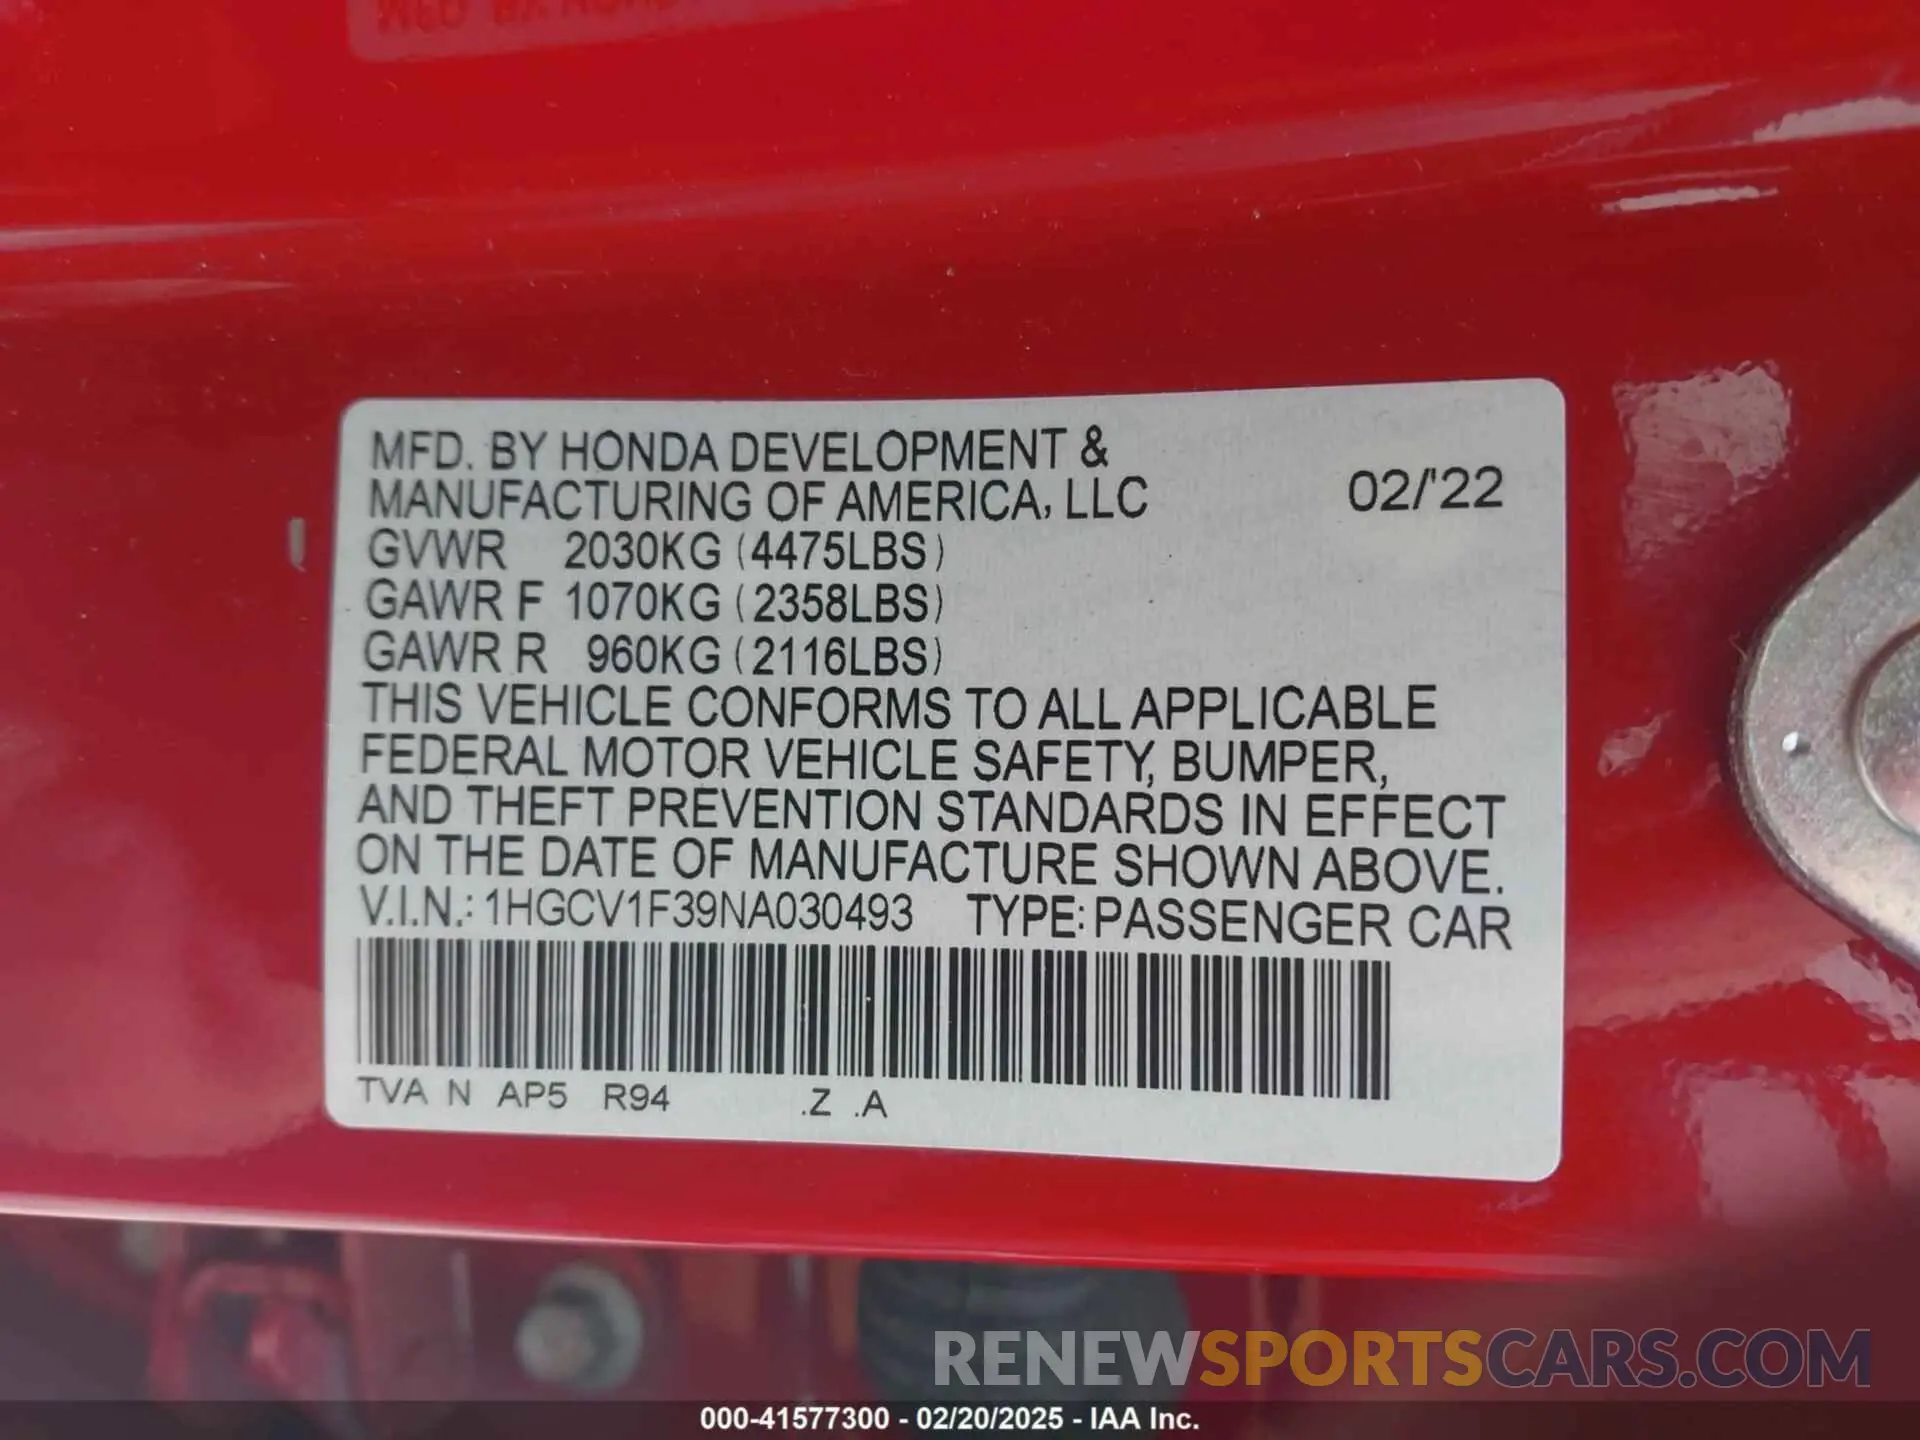 MFD. BY HONDA DEVELOPMENT &
MANUFACTURING OF AMERICA, LLC 02/'22
GVWR 2030KG (4475LBS)
GAWR F 1070KG (2358LBS)
GAWR R 960KG (2116LBS)
THIS VEHICLE CONFORMS TO ALL APPLICABLE
FEDERAL MOTOR VEHICLE SAFETY, BUMPER,
AND THEFT PREVENTION STANDARDS IN EFFECT
ON THE DATE OF MANUFACTURE SHOWN ABOVE.
V.I.N.: 1HGCV1F39NA030493 TYPE: PASSENGER CAR
TVA N AP5 R94 .Z .A
RENEWSPORTSCARS.COM
000-41577300 - 02/20/2025 - IAA Inc.